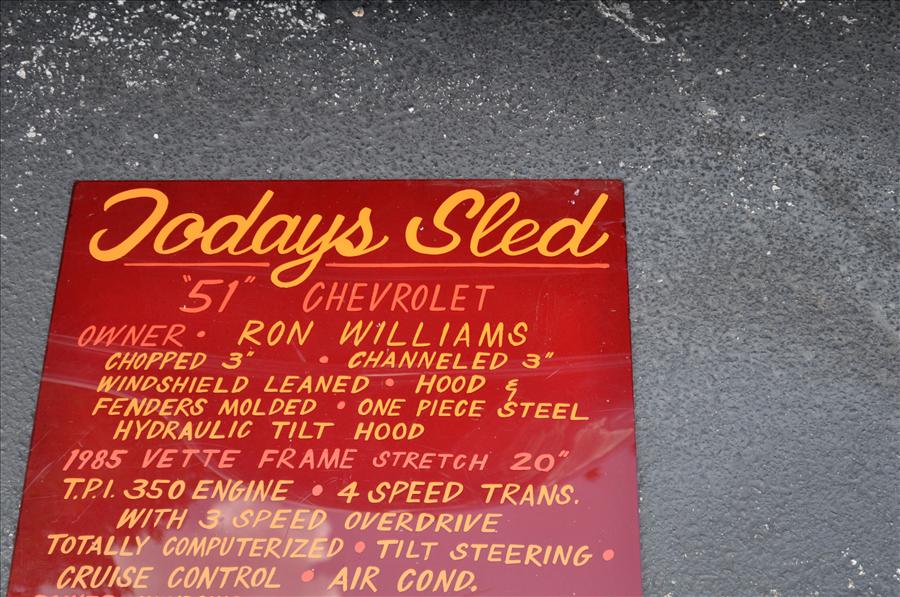 Todays Sled
"51" CHEVROLET
OWNER • RON WILLIAMS
CHOPPED 3" • CHANNELED 3"
WINDSHIELD LEANED • HOOD &
FENDERS MOLDED • ONE PIECE STEEL
HYDRAULIC TILT HOOD
1985 VETTE FRAME STRETCH 20"
T.P.I. 350 ENGINE • 4 SPEED TRANS.
WITH 3 SPEED OVERDRIVE
TOTALLY COMPUTERIZED • TILT STEERING •
CRUISE CONTROL • AIR COND.